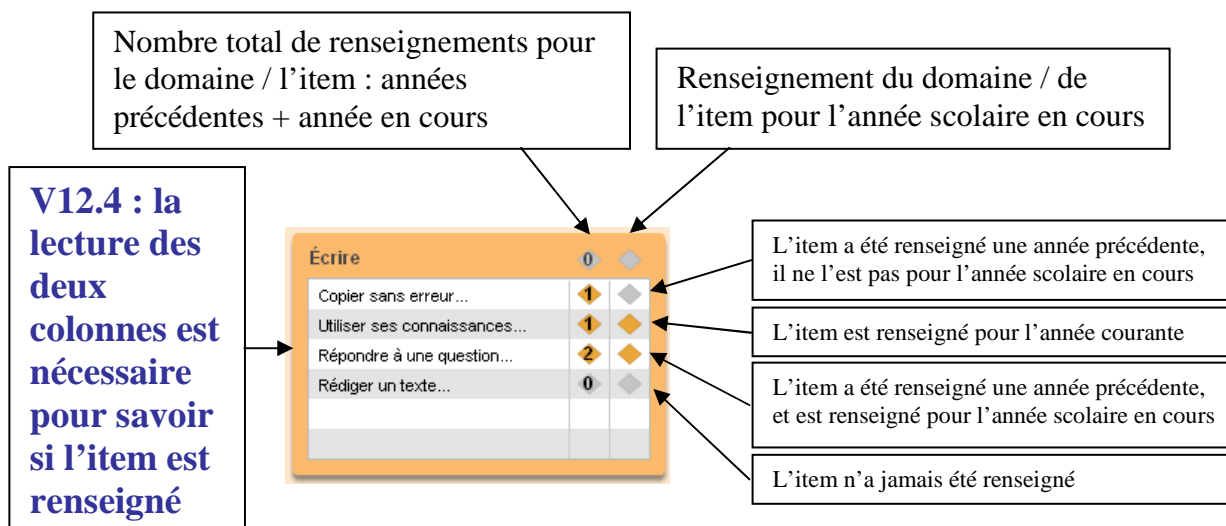 Nombre total de renseignements pour
le domaine / l’item : années
précédentes + année en cours
Renseignement du domaine / de
l’item pour l’année scolaire en cours
V12.4 : la
lecture des
deux
colonnes est
nécessaire
pour savoir
si l’item est
renseigné
Écrire 0
Copier sans erreur... 1
Utiliser ses connaissances... 1
Répondre à une question... 2
Rédiger un texte... 0
L’item a été renseigné une année précédente,
il ne l’est pas pour l’année scolaire en cours
L’item est renseigné pour l’année courante
L’item a été renseigné une année précédente,
et est renseigné pour l’année scolaire en cours
L’item n’a jamais été renseigné